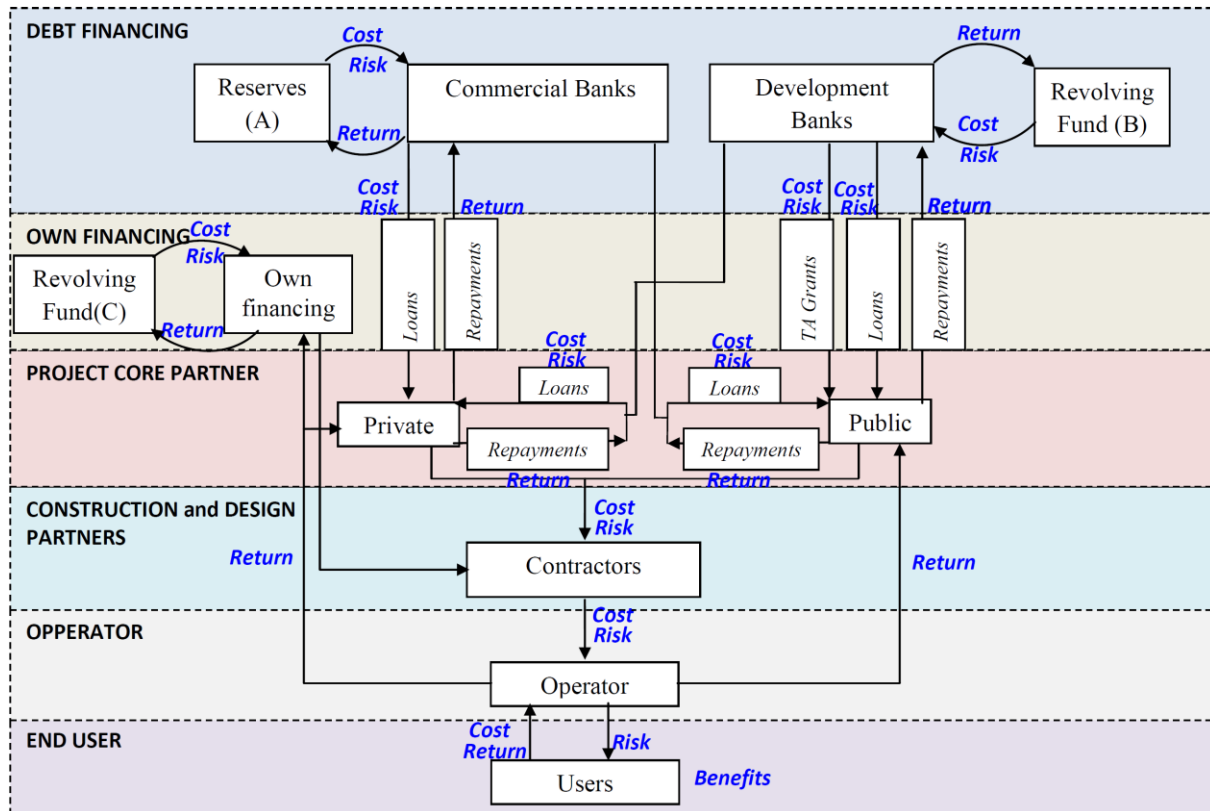 DEBT FINANCING
Cost
Risk
Return
Reserves
(A)
Commercial Banks
Development
Banks
Revolving
Fund (B)
Return
Cost
Risk
Cost
Risk
Return
Cost
Risk
Cost
Risk
Return
OWN FINANCING
Cost
Risk
Revolving
Fund(C)
Own
financing
Return
Loans
Repayments
TA Grants
Loans
Repayments
PROJECT CORE PARTNER
Cost
Risk
Loans
Cost
Risk
Loans
Private
Public
Repayments
Return
Repayments
Return
CONSTRUCTION and DESIGN
PARTNERS
Cost
Risk
Return
Contractors
Return
OPPERATOR
Cost
Risk
Operator
END USER
Cost
Return
Risk
Users
Benefits